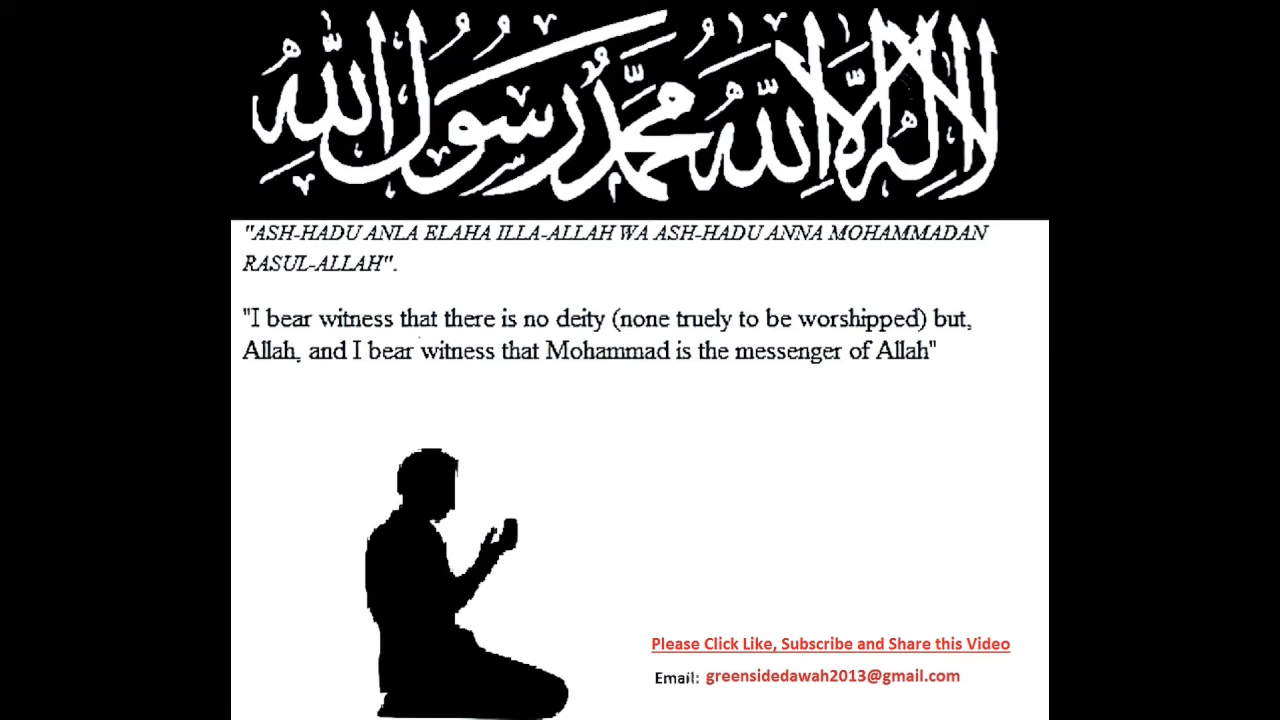 لا إله إلا الله محمد رسول الله
"ASH-HADU ANLA ELAHA ILLA-ALLAH WA ASH-HADU ANNA MOHAMMADAN
RASUL-ALLAH".
"I bear witness that there is no deity (none truely to be worshipped) but,
Allah, and I bear witness that Mohammad is the messenger of Allah"
Please Click Like, Subscribe and Share this Video
Email: greensidedawah2013@gmail.com